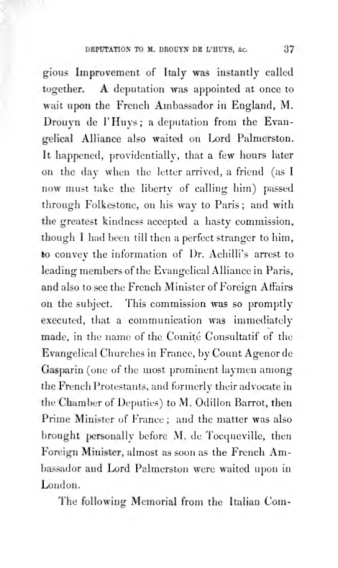 DEPUTATION TO M. DROUYN DE L'HUYS, &c. 37
gious Improvement of Italy was instantly called
together. A deputation was appointed at once to
wait upon the French Ambassador in England, M.
Drouyn de l'Huys; a deputation from the Evan-
gelical Alliance also waited on Lord Palmerston.
It happened, providentially, that a few hours later
on the day when the letter arrived, a friend (as I
now must take the liberty of calling him) passed
through Folkestone, on his way to Paris; and with
the greatest kindness accepted a hasty commission,
though I had been till then a perfect stranger to him,
to convey the information of Dr. Achilli's arrest to
leading members of the Evangelical Alliance in Paris,
and also to see the French Minister of Foreign Affairs
on the subject. This commission was so promptly
executed, that a communication was immediately
made, in the name of the Comité Consultatif of the
Evangelical Churches in France, by Count Agenor de
Gasparin (one of the most prominent laymen among
the French Protestants, and formerly their advocate in
the Chamber of Deputies) to M. Odillon Barrot, then
Prime Minister of France; and the matter was also
brought personally before M. de Tocqueville, then
Foreign Minister, almost as soon as the French Am-
bassador and Lord Palmerston were waited upon in
London.
The following Memorial from the Italian Com-